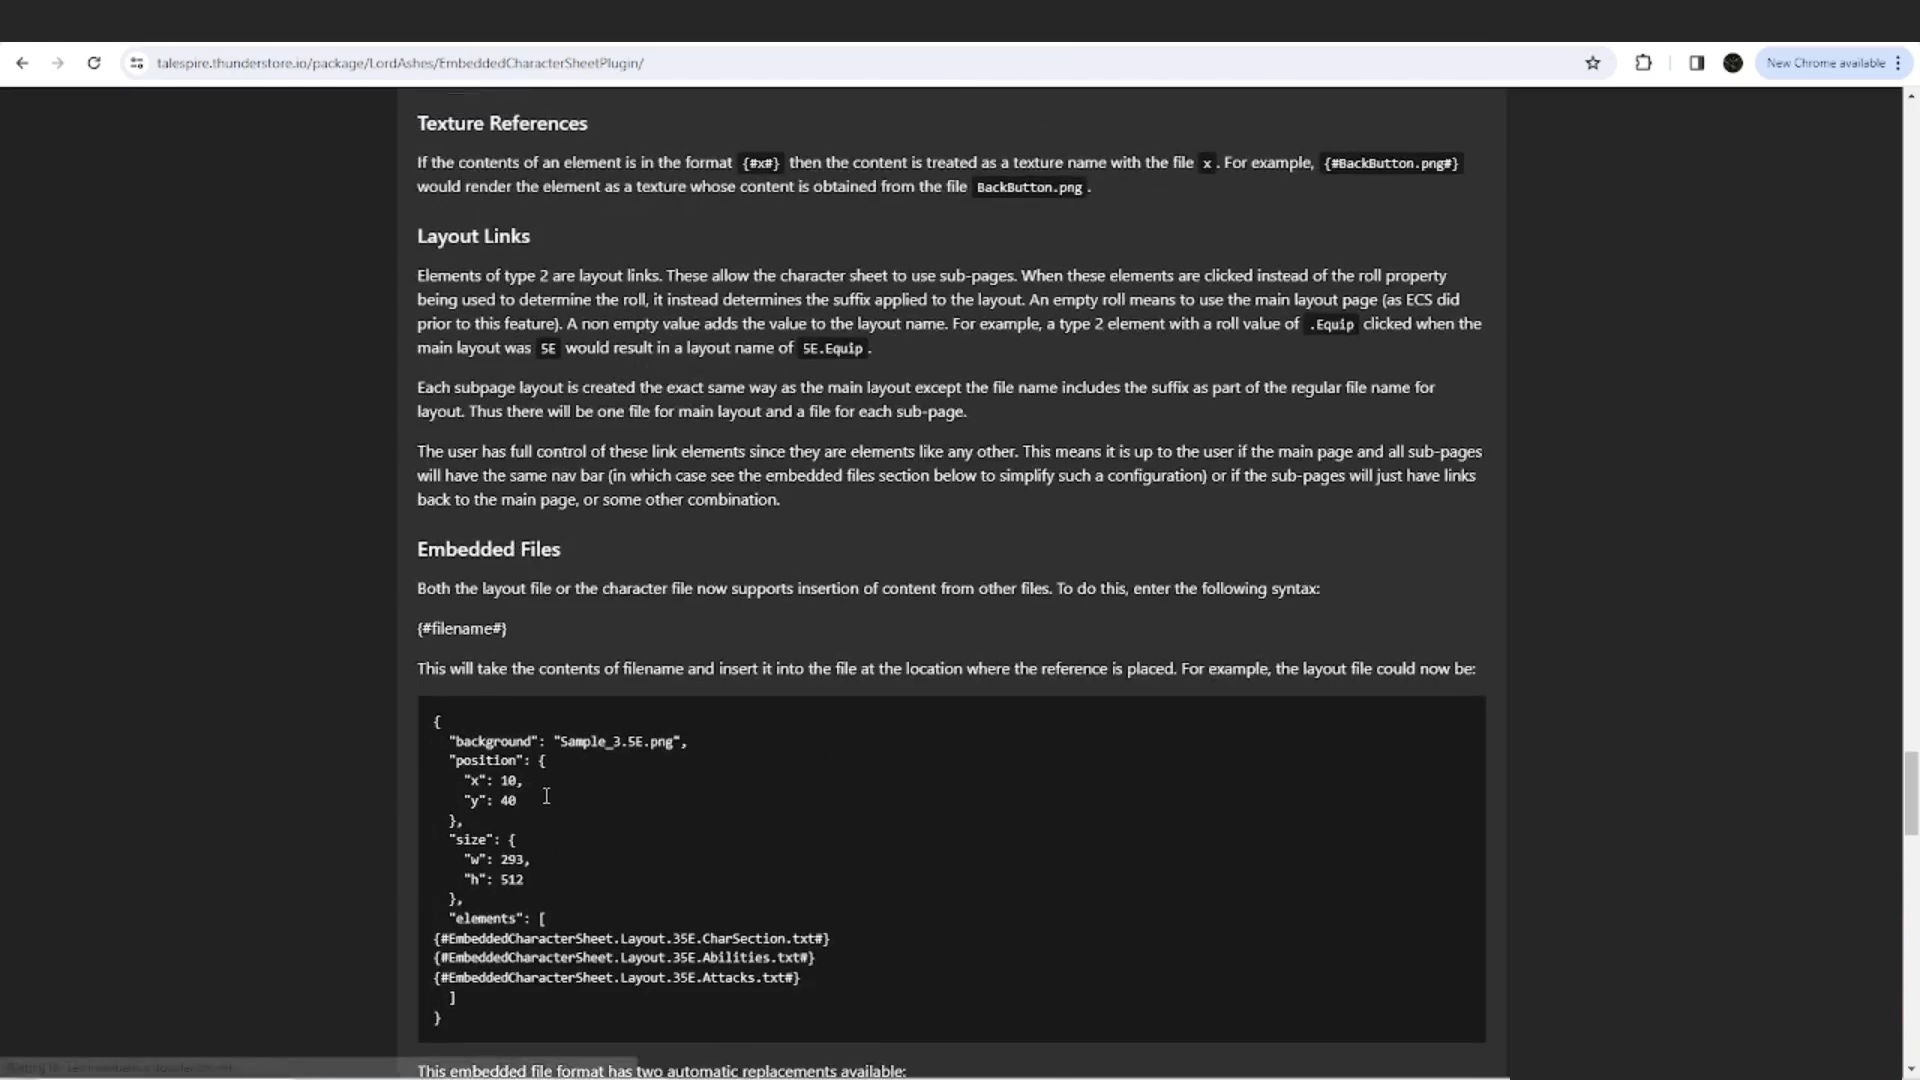 talespire.thunderstore.io/package/LordAshes/EmbeddedCharacterSheetPlugin/
New Chrome available
Texture References
If the contents of an element is in the format {#x#} then the content is treated as a texture name with the file x . For example, {#BackButton.png#}
would render the element as a texture whose content is obtained from the file BackButton.png .
Layout Links
Elements of type 2 are layout links. These allow the character sheet to use sub-pages. When these elements are clicked instead of the roll property
being used to determine the roll, it instead determines the suffix applied to the layout. An empty roll means to use the main layout page (as ECS did
prior to this feature). A non empty value adds the value to the layout name. For example, a type 2 element with a roll value of .Equip clicked when the
main layout was 5E would result in a layout name of 5E.Equip .
Each subpage layout is created the exact same way as the main layout except the file name includes the suffix as part of the regular file name for
layout. Thus there will be one file for main layout and a file for each sub-page.
The user has full control of these link elements since they are elements like any other. This means it is up to the user if the main page and all sub-pages
will have the same nav bar (in which case see the embedded files section below to simplify such a configuration) or if the sub-pages will just have links
back to the main page, or some other combination.
Embedded Files
Both the layout file or the character file now supports insertion of content from other files. To do this, enter the following syntax:
{#filename#}
This will take the contents of filename and insert it into the file at the location where the reference is placed. For example, the layout file could now be:
{
"background": "Sample_3.5E.png",
"position": {
"x": 10,
"y": 40
},
"size": {
"w": 293,
"h": 512
},
"elements": [
{#EmbeddedCharacterSheet.Layout.35E.CharSection.txt#}
{#EmbeddedCharacterSheet.Layout.35E.Abilities.txt#}
{#EmbeddedCharacterSheet.Layout.35E.Attacks.txt#}
]
}
This embedded file format has two automatic replacements available: